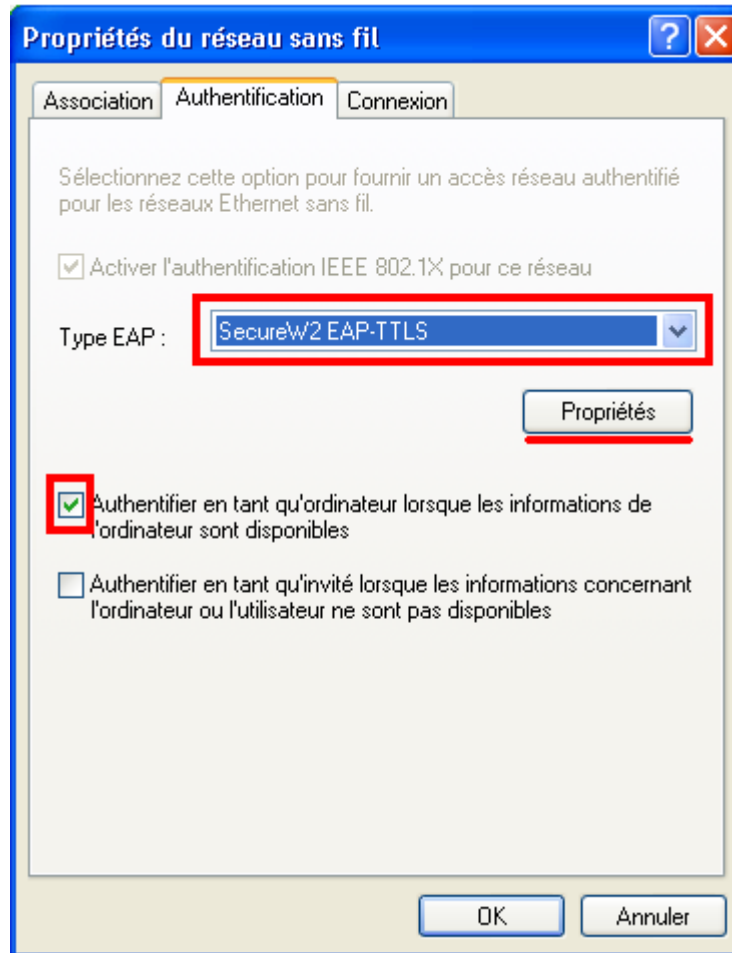 Propriétés du réseau sans fil
Association Authentification Connexion
Sélectionnez cette option pour fournir un accès réseau authentifié
pour les réseaux Ethernet sans fil.
Activer l'authentification IEEE 802.1X pour ce réseau
Type EAP : SecureW2 EAP-TTLS
Propriétés
Authentifier en tant qu'ordinateur lorsque les informations de
l'ordinateur sont disponibles
Authentifier en tant qu'invité lorsque les informations concernant
l'ordinateur ou l'utilisateur ne sont pas disponibles
OK Annuler